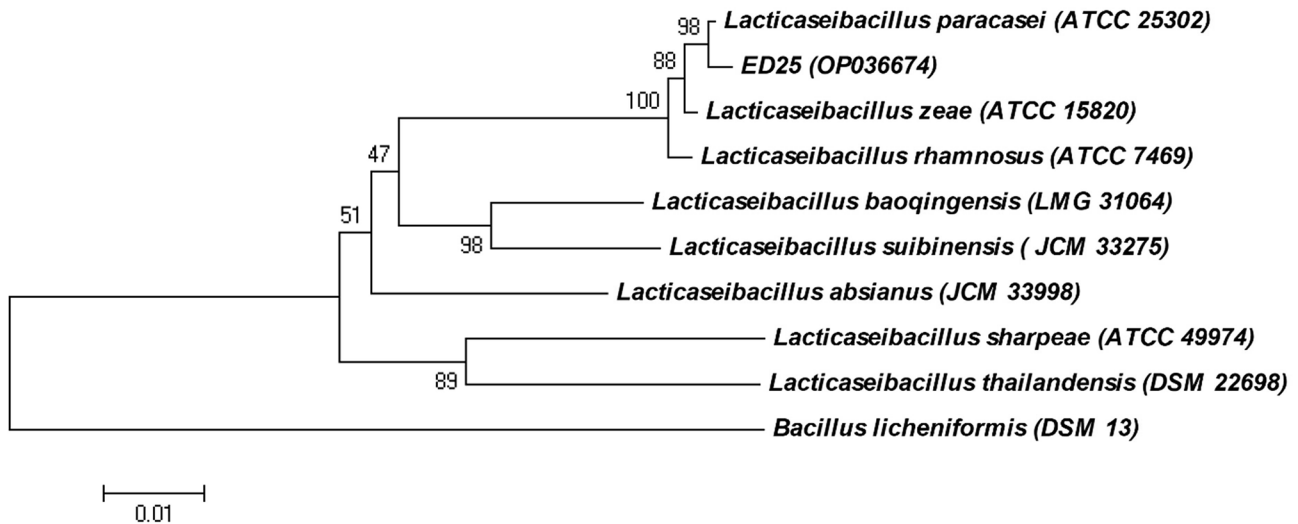 98
Lacticaseibacillus paracasei (ATCC 25302)
88
ED25 (OP036674)
100
Lacticaseibacillus zeae (ATCC 15820)
47
Lacticaseibacillus rhamnosus (ATCC 7469)
51
Lacticaseibacillus baoqingensis (LMG 31064)
98
Lacticaseibacillus suibinensis ( JCM 33275)
Lacticaseibacillus absianus (JCM 33998)
Lacticaseibacillus sharpeae (ATCC 49974)
89
Lacticaseibacillus thailandensis (DSM 22698)
Bacillus licheniformis (DSM 13)
0.01